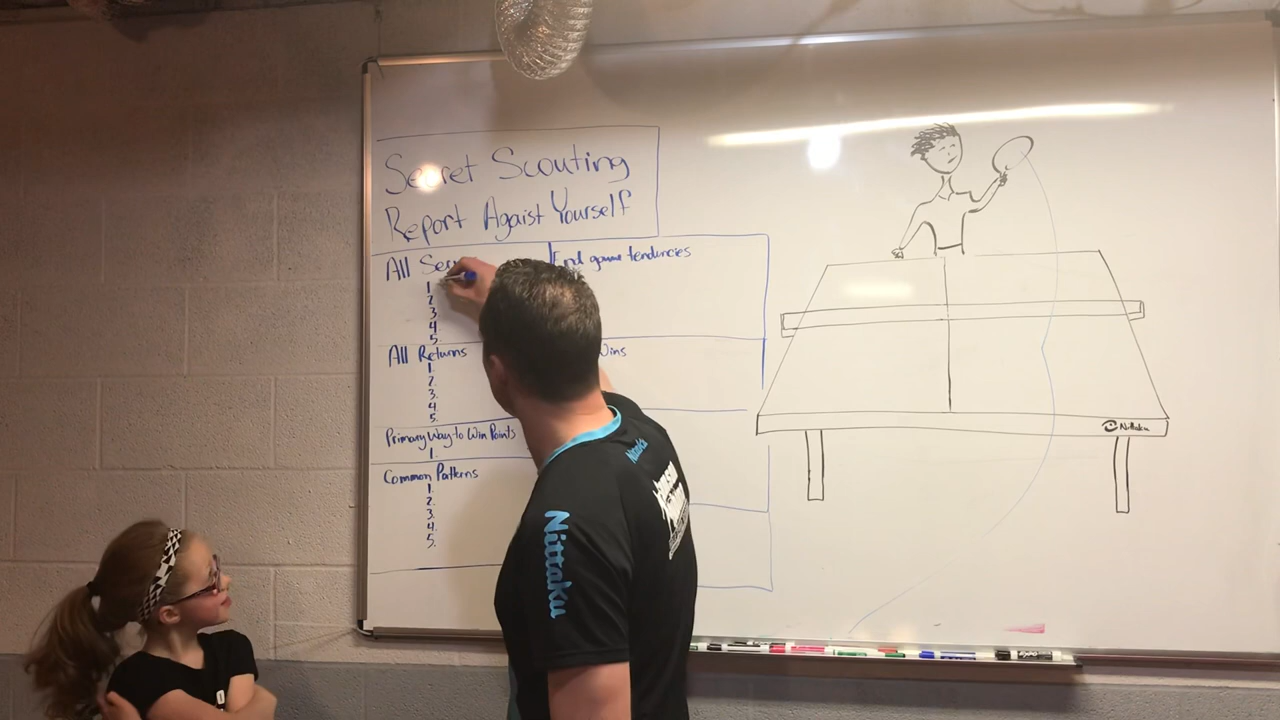 Secret Scouting
Report Agaist Yourself
All Ser
1
2
3
4
5
End game tendencies
All Returns
1.
2.
3.
4.
5.
Wins
Primary Way to Win Points
1.
Common Patterns
1.
2.
3.
4.
5.
Nittaku
Nittaku
Nittaku